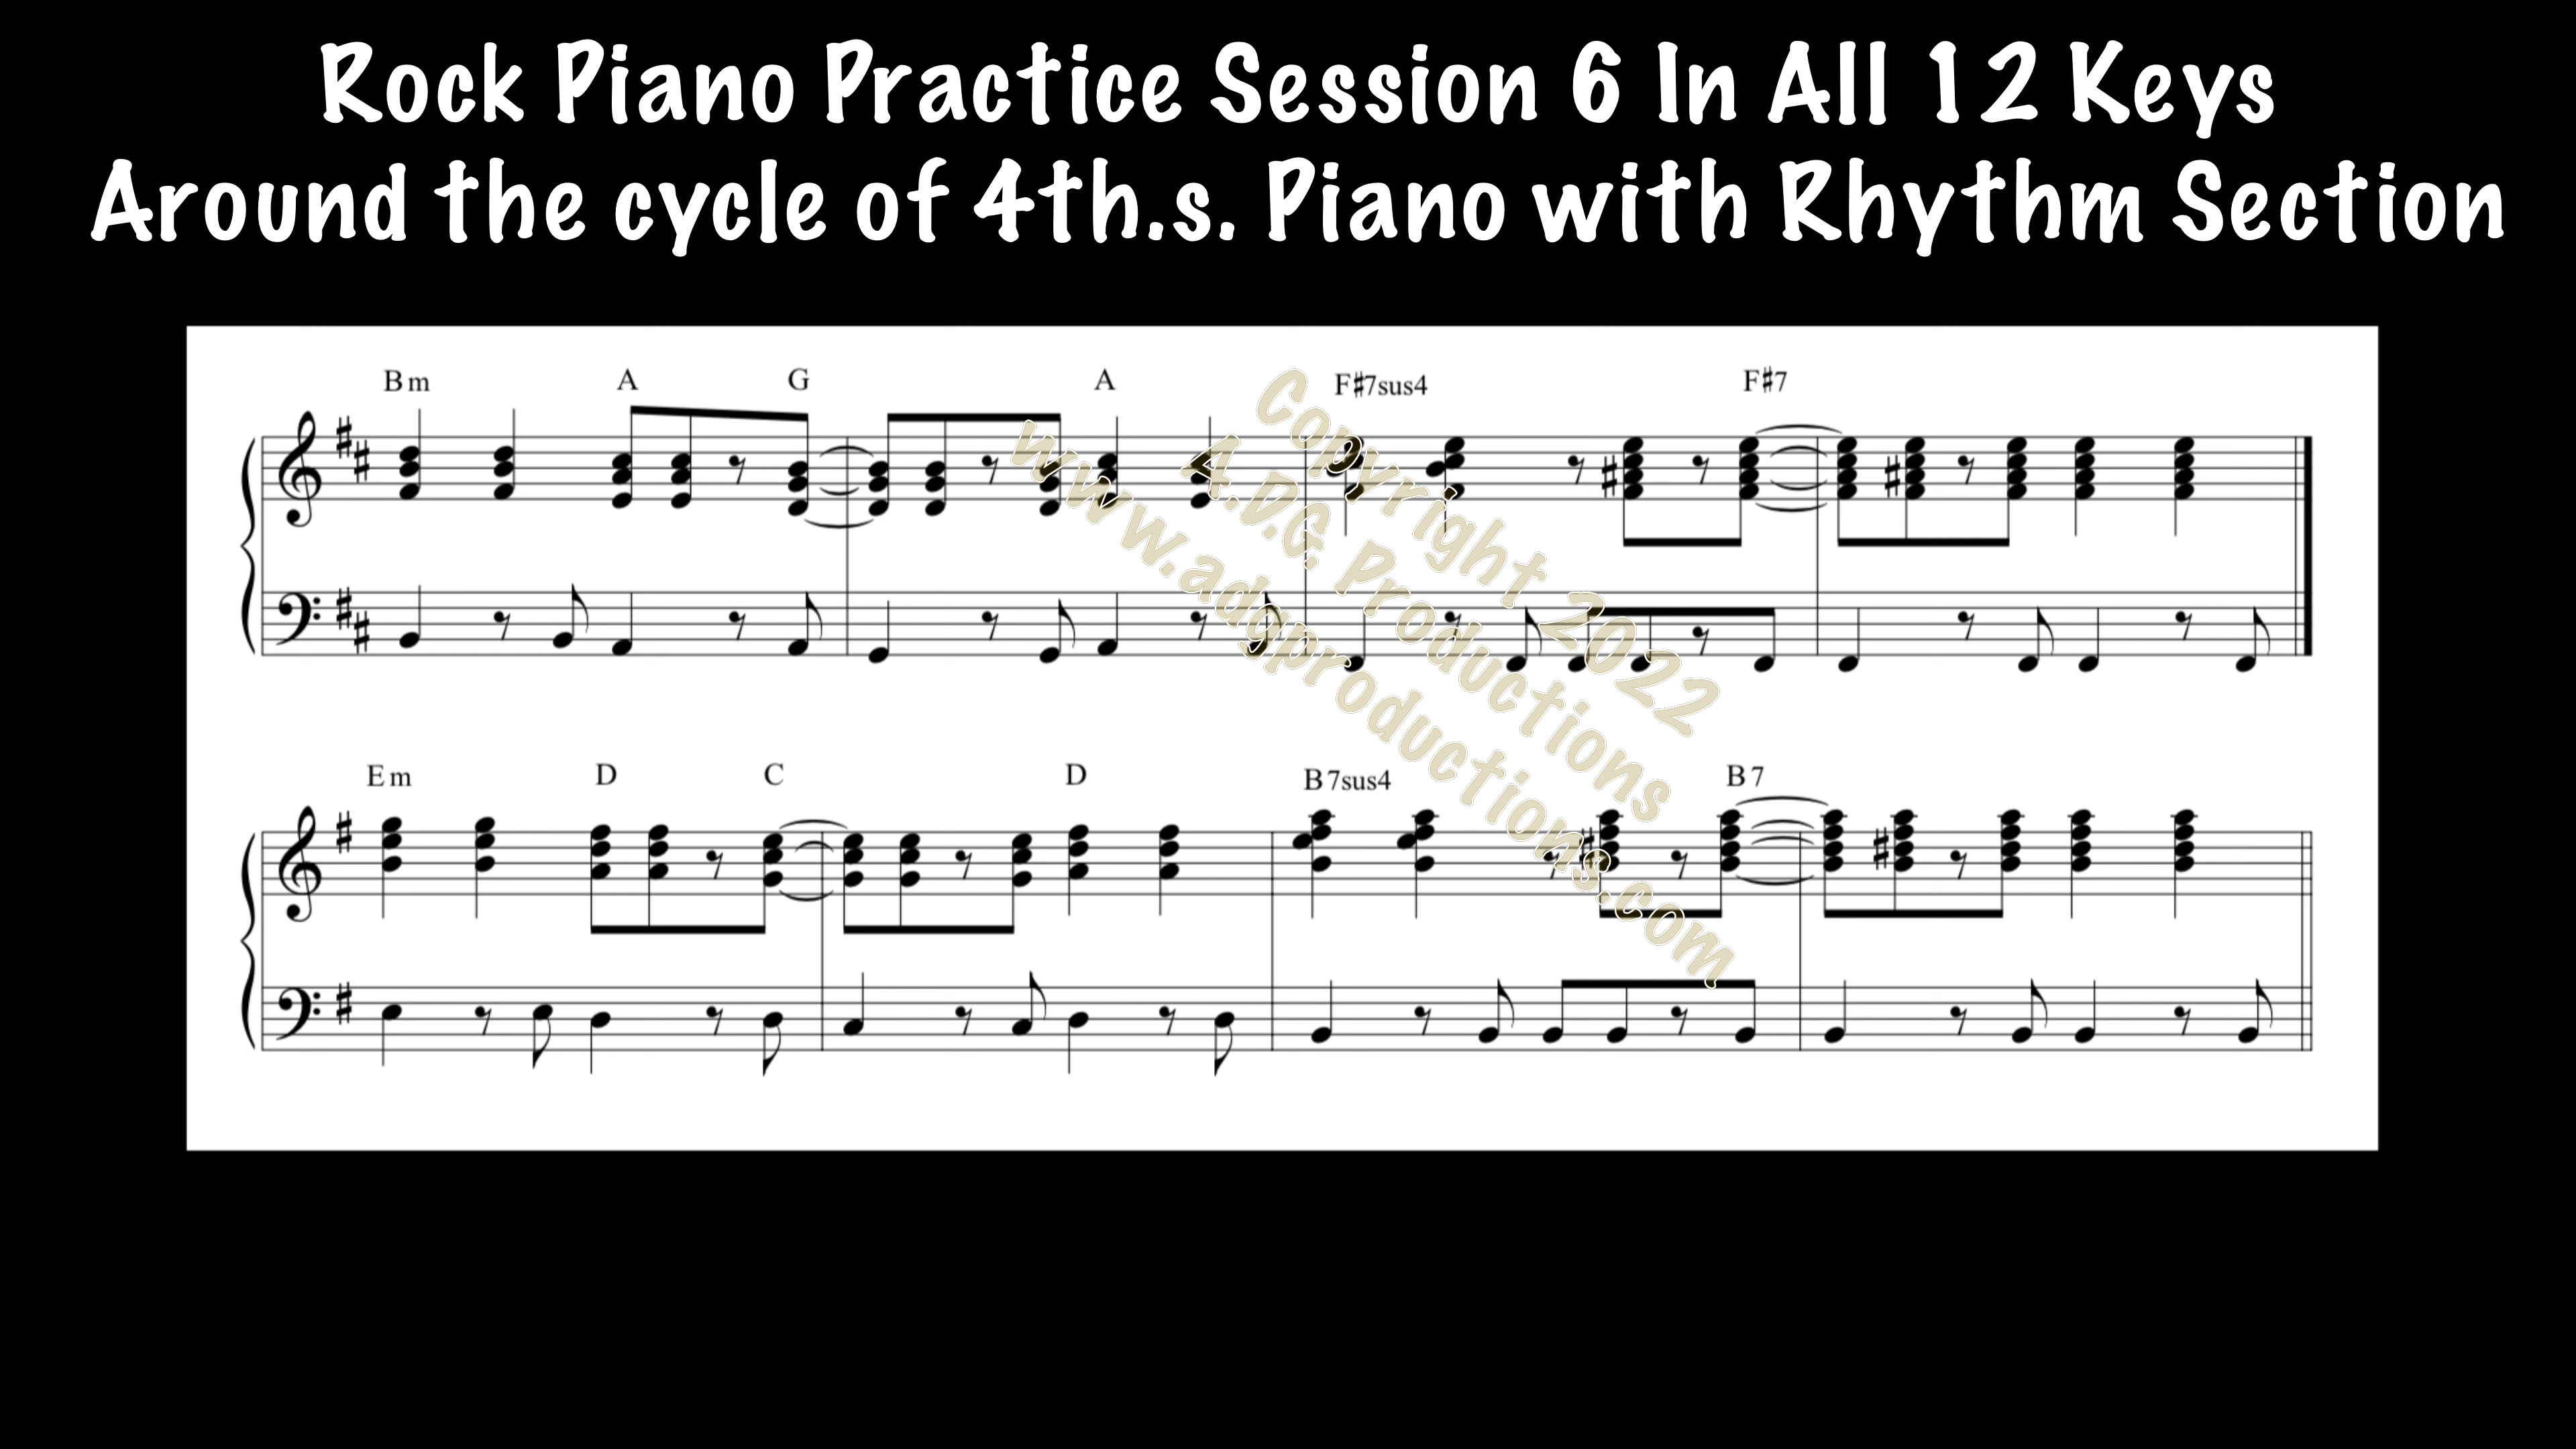 Rock Piano Practice Session 6 In All 12 Keys
Around the cycle of 4th.s. Piano with Rhythm Section
Bm A G A F#7sus4 F#7
Em D C D B7sus4 B7
Copyright 2022
A.D.G. Productions
www.adgproductions.com